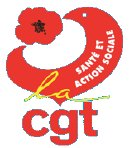 SANTÉ ET
ACTION SOCIALE
la
cgt